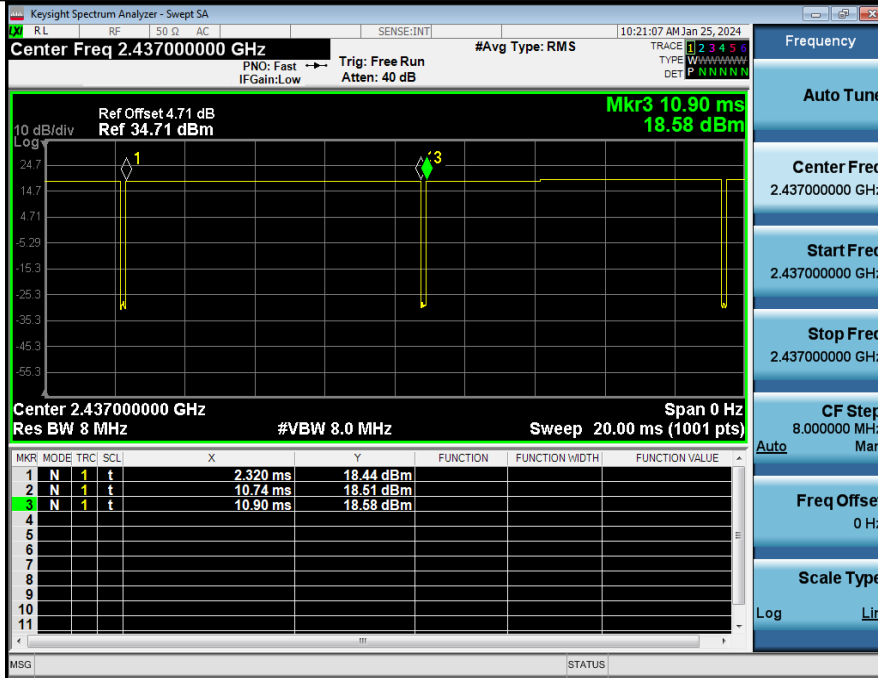 Keysight Spectrum Analyzer - Swept SA
LXI RL RF 50 Ω AC SENSE:INT 10:21:07 AM Jan 25, 2024
Center Freq 2.437000000 GHz #Avg Type: RMS TRACE 1 2 3 4 5 6
PNO: Fast Trig: Free Run TYPE WWWWWW
IFGain:Low Atten: 40 dB DET P N N N N N
Mkr3 10.90 ms
18.58 dBm
Ref Offset 4.71 dB
10 dB/div Ref 34.71 dBm
Log
1
3
24.7
14.7
4.71
-5.29
-15.3
-25.3
-35.3
-45.3
-55.3
Center 2.437000000 GHz Span 0 Hz
Res BW 8 MHz #VBW 8.0 MHz Sweep 20.00 ms (1001 pts)
MKR MODE TRC SCL X Y FUNCTION FUNCTION WIDTH FUNCTION VALUE
1 N 1 t 2.320 ms 18.44 dBm
2 N 1 t 10.74 ms 18.51 dBm
3 N 1 t 10.90 ms 18.58 dBm
4
5
6
7
8
9
10
11
MSG STATUS
Frequency
Auto Tune
Center Freq
2.437000000 GHz
Start Freq
2.437000000 GHz
Stop Freq
2.437000000 GHz
CF Step
8.000000 MHz
Auto Man
Freq Offset
0 Hz
Scale Type
Log Lin